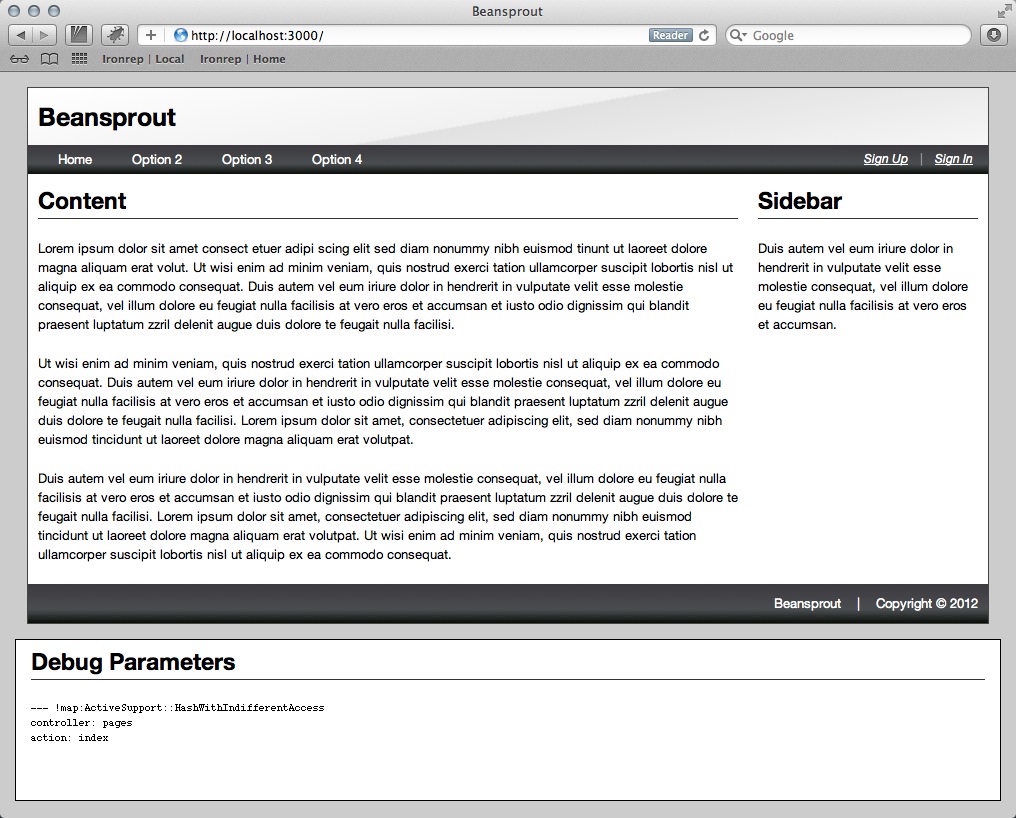 Beansprout
http://localhost:3000/
Reader
Google
Ironrep | Local
Ironrep | Home
Beansprout
Home
Option 2
Option 3
Option 4
Sign Up | Sign In
Content
Lorem ipsum dolor sit amet consect etuer adipi scing elit sed diam nonummy nibh euismod tinunt ut laoreet dolore
magna aliquam erat volut. Ut wisi enim ad minim veniam, quis nostrud exerci tation ullamcorper suscipit lobortis nisl ut
aliquip ex ea commodo consequat. Duis autem vel eum iriure dolor in hendrerit in vulputate velit esse molestie
consequat, vel illum dolore eu feugiat nulla facilisis at vero eros et accumsan et iusto odio dignissim qui blandit
praesent luptatum zzril delenit augue duis dolore te feugait nulla facilisi.
Ut wisi enim ad minim veniam, quis nostrud exerci tation ullamcorper suscipit lobortis nisl ut aliquip ex ea commodo
consequat. Duis autem vel eum iriure dolor in hendrerit in vulputate velit esse molestie consequat, vel illum dolore eu
feugiat nulla facilisis at vero eros et accumsan et iusto odio dignissim qui blandit praesent luptatum zzril delenit augue
duis dolore te feugait nulla facilisi. Lorem ipsum dolor sit amet, consectetuer adipiscing elit, sed diam nonummy nibh
euismod tincidunt ut laoreet dolore magna aliquam erat volutpat.
Duis autem vel eum iriure dolor in hendrerit in vulputate velit esse molestie consequat, vel illum dolore eu feugiat nulla
facilisis at vero eros et accumsan et iusto odio dignissim qui blandit praesent luptatum zzril delenit augue duis dolore te
feugait nulla facilisi. Lorem ipsum dolor sit amet, consectetuer adipiscing elit, sed diam nonummy nibh euismod
tincidunt ut laoreet dolore magna aliquam erat volutpat. Ut wisi enim ad minim veniam, quis nostrud exerci tation
ullamcorper suscipit lobortis nisl ut aliquip ex ea commodo consequat.
Sidebar
Duis autem vel eum iriure dolor in
hendrerit in vulputate velit esse
molestie consequat, vel illum dolore
eu feugiat nulla facilisis at vero eros
et accumsan.
Beansprout | Copyright © 2012
Debug Parameters
--- !map:ActiveSupport::HashWithIndifferentAccess
controller: pages
action: index